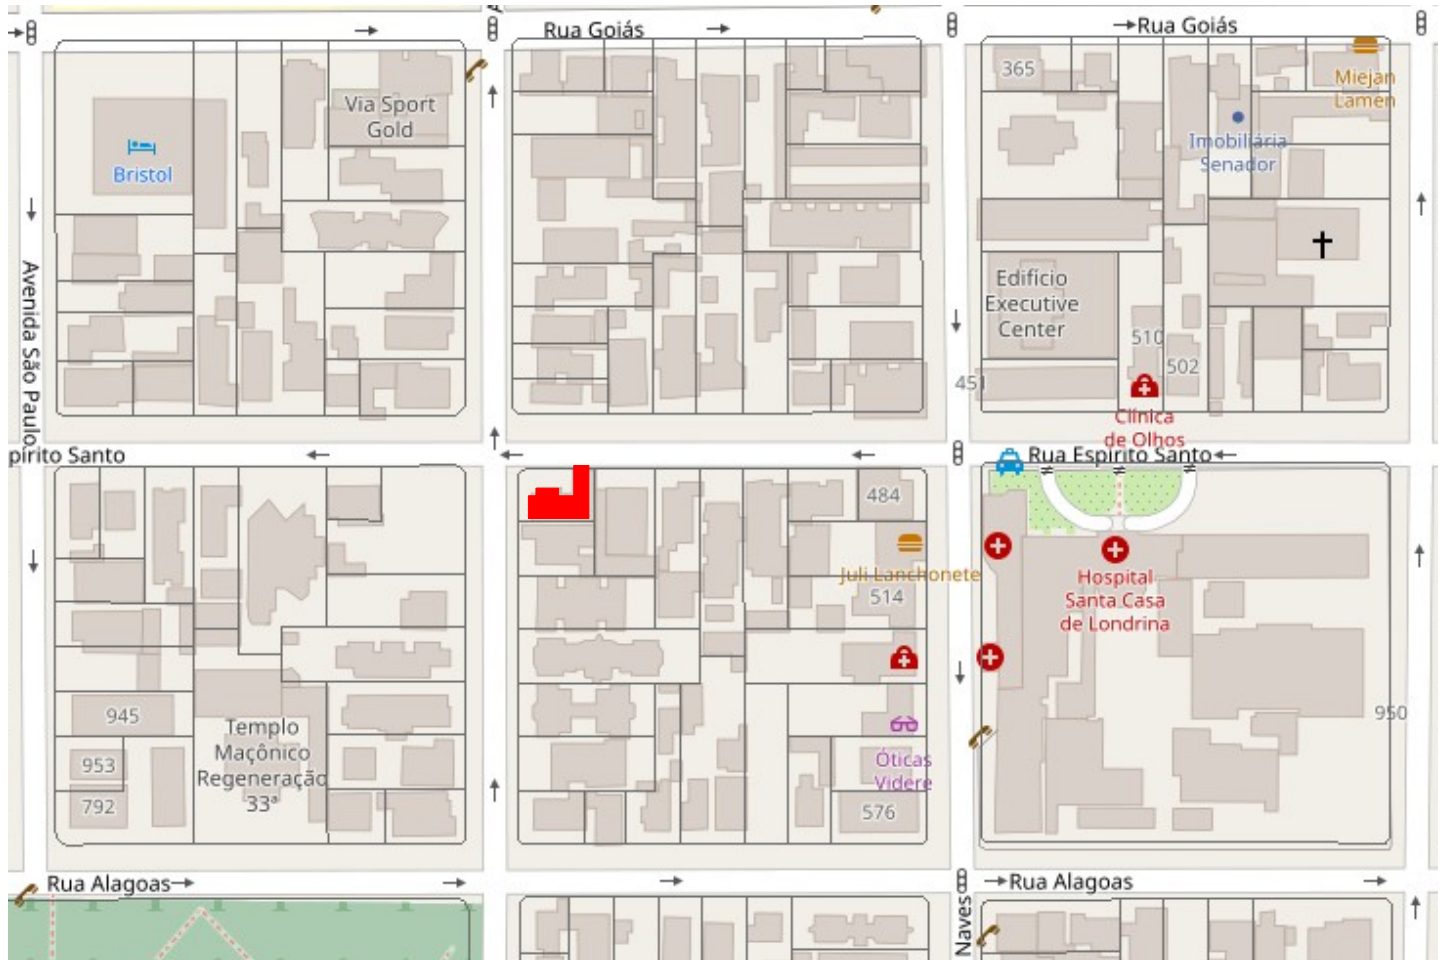 Rua Goiás
Rua Goiás
365
Miejan
Lamen
Via Sport
Gold
Imobiliária
Senador
Bristol
Avenida São Paulo
Edifício
Executive
Center
510
502
451
Clínica
de Olhos
pírito Santo
Rua Espírito Santo
484
Juli Lanchonete
514
Hospital
Santa Casa
de Londrina
945
950
Templo
Maçônico
Regeneração
33ª
953
792
Óticas
Videre
576
Rua Alagoas
Rua Alagoas
Naves